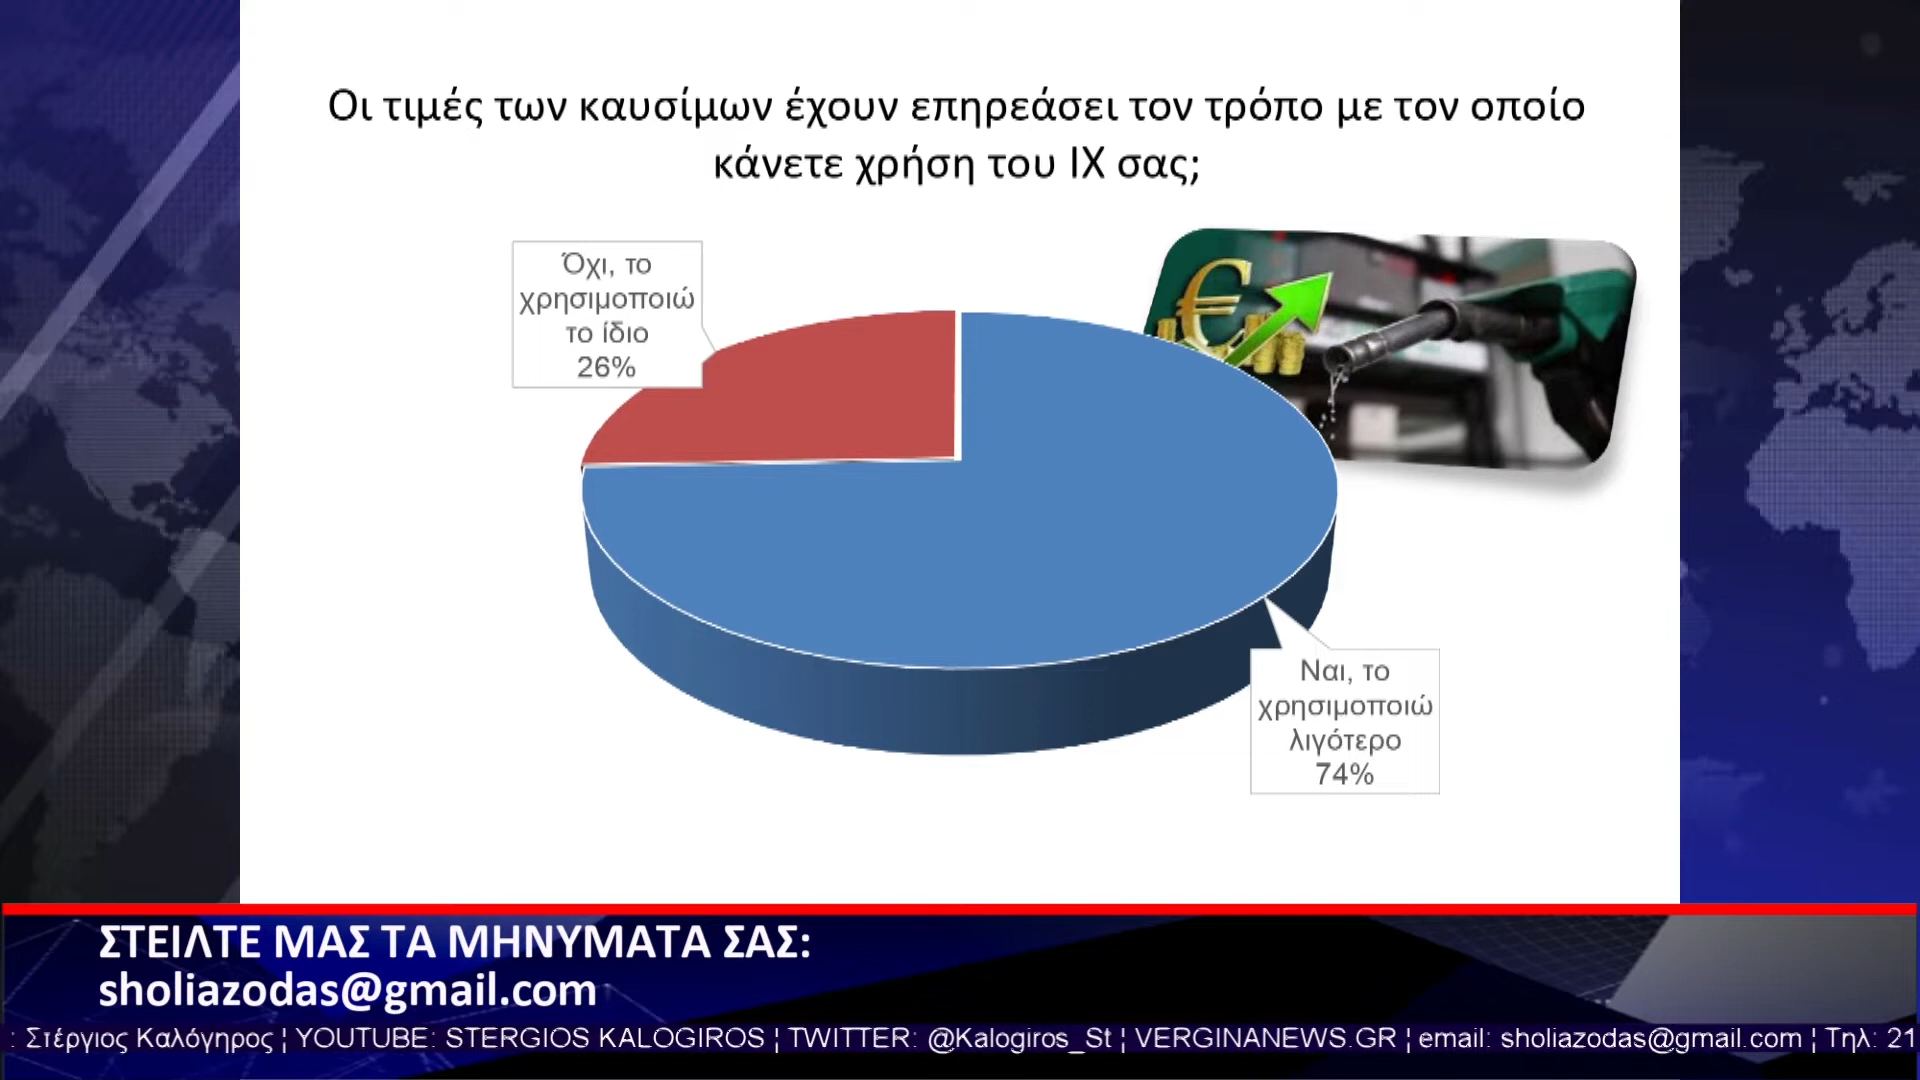 Οι τιμές των καυσίμων έχουν επηρεάσει τον τρόπο με τον οποίο
κάνετε χρήση του ΙΧ σας;
Όχι, το
χρησιμοποιώ
το ίδιο
26%
€
Ναι, το
χρησιμοποιώ
λιγότερο
74%
ΣΤΕΙΛΤΕ ΜΑΣ ΤΑ ΜΗΝΥΜΑΤΑ ΣΑΣ:
sholiazodas@gmail.com
: Στέργιος Καλόγηρος ¦ YOUTUBE: STERGIOS KALOGIROS ¦ TWITTER: @Kalogiros_St ¦ VERGINANEWS.GR ¦ email: sholiazodas@gmail.com ¦ Τηλ: 21